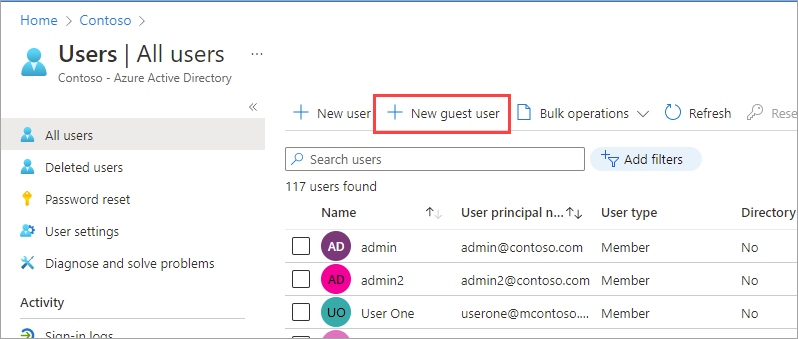 Home > Contoso >
Users | All users ...
Contoso - Azure Active Directory
«
All users
Deleted users
Password reset
User settings
Diagnose and solve problems
Activity
Sign-in logs
+ New user + New guest user Bulk operations Refresh Rese
Search users Add filters
117 users found
Name User principal n... User type Directory
AD admin admin@contoso.com Member No
AD admin2 admin2@contoso.com Member No
UO User One userone@mcontoso.... Member No